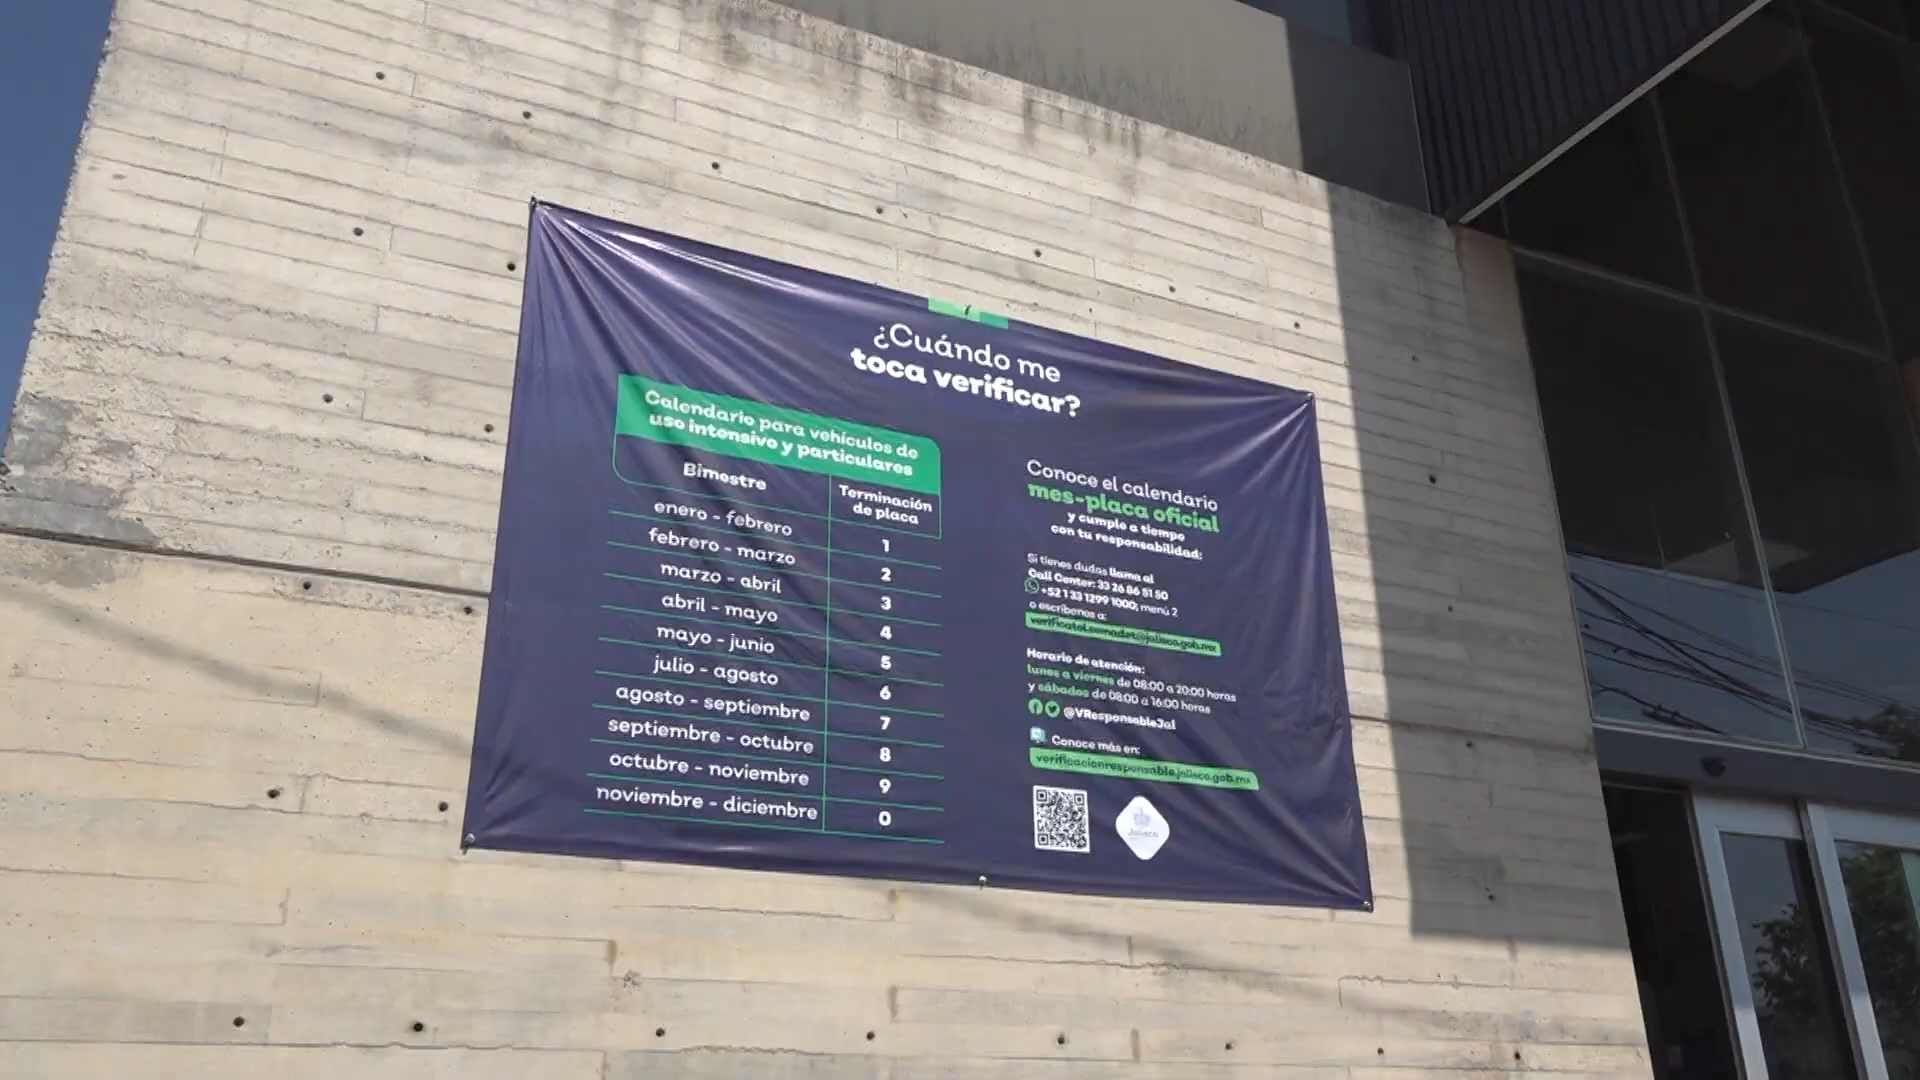 ¿Cuándo me
toca verificar?
Calendario para vehículos de
uso intensivo y particulares
Bimestre
Terminación
de placa
enero - febrero 1
febrero - marzo 2
marzo - abril 3
abril - mayo 4
mayo - junio 5
julio - agosto 6
agosto - septiembre 7
septiembre - octubre 8
octubre - noviembre 9
noviembre - diciembre 0
Conoce el calendario
mes-placa oficial
y cumple a tiempo
con tu responsabilidad:
Si tienes dudas llama al
Call Center: 33 26 86 51 50
+52 1 33 1299 1000, menú 2
o escríbenos a:
Horario de atención:
lunes a viernes de 08:00 a 20:00 horas
y sábados de 08:00 a 16:00 horas
@VResponsableJal
Conoce más en:
verificacionresponsable.jalisco.gob.mx
Jalisco